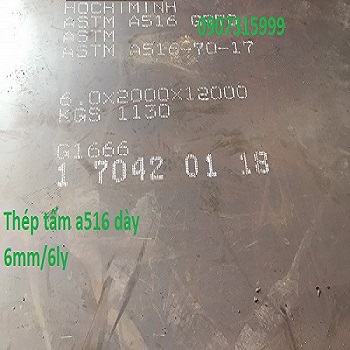 HOCHIMINH
ASTM A516 GR70
0907315999
ASTM
ASTM A516-70-17
6.0X2000X12000
KGS 1130
G1666
1 7042 01 18
Thép tấm a516 dày
6mm/6ly